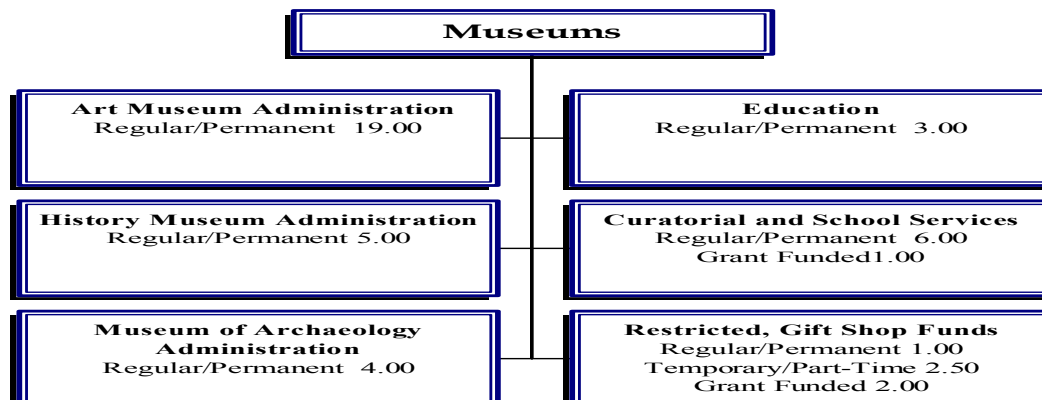 Museums
Art Museum Administration
Regular/Permanent 19.00
Education
Regular/Permanent 3.00
History Museum Administration
Regular/Permanent 5.00
Curatorial and School Services
Regular/Permanent 6.00
Grant Funded1.00
Museum of Archaeology
Administration
Regular/Permanent 4.00
Restricted, Gift Shop Funds
Regular/Permanent 1.00
Temporary/Part-Time 2.50
Grant Funded 2.00